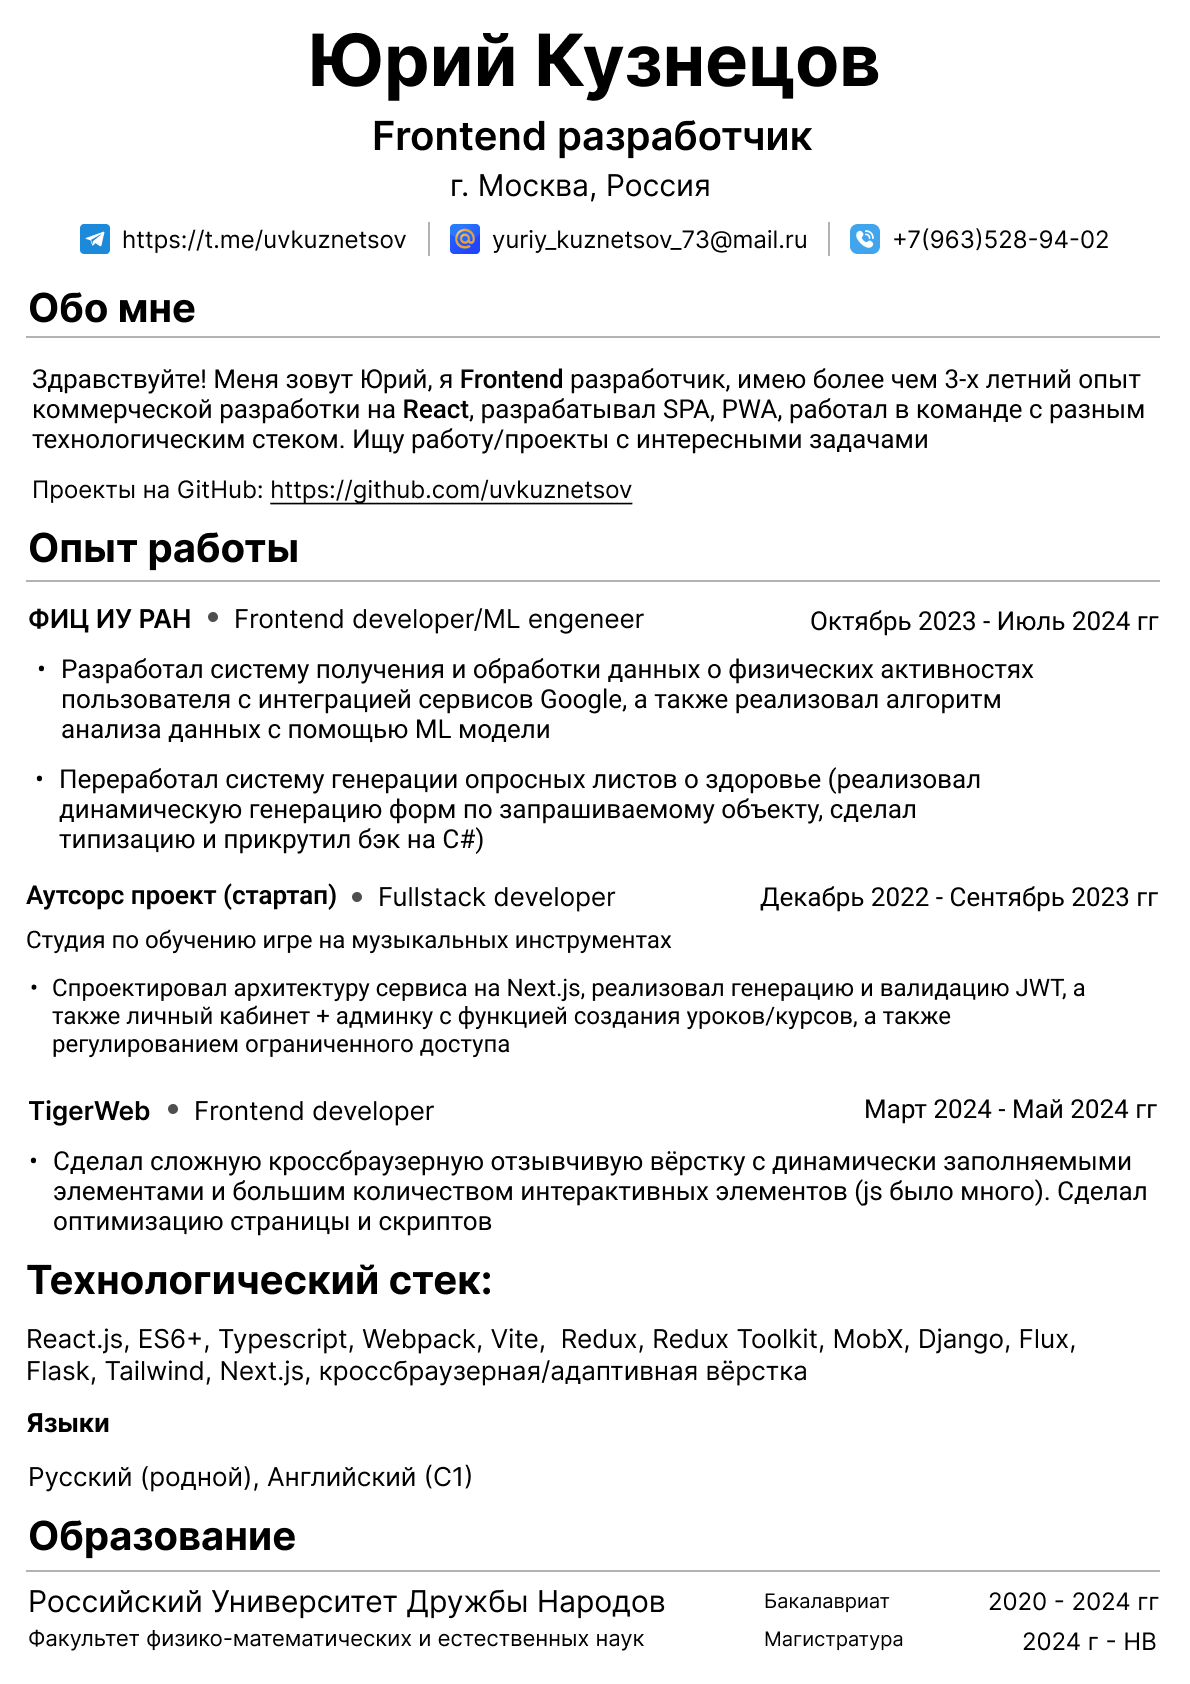 Юрий Кузнецов
Frontend разработчик
г. Москва, Россия
https://t.me/uvkuznetsov yuriy_kuznetsov_73@mail.ru +7(963)528-94-02
Обо мне
Здравствуйте! Меня зовут Юрий, я Frontend разработчик, имею более чем 3-х летний опыт
коммерческой разработки на React, разрабатывал SPA, PWA, работал в команде с разным
технологическим стеком. Ищу работу/проекты с интересными задачами
Проекты на GitHub: https://github.com/uvkuznetsov
Опыт работы
ФИЦ ИУ РАН • Frontend developer/ML engeneer Октябрь 2023 - Июль 2024 гг
• Разработал систему получения и обработки данных о физических активностях
пользователя с интеграцией сервисов Google, а также реализовал алгоритм
анализа данных с помощью ML модели
• Переработал систему генерации опросных листов о здоровье (реализовал
динамическую генерацию форм по запрашиваемому объекту, сделал
типизацию и прикрутил бэк на C#)
Аутсорс проект (стартап) • Fullstack developer Декабрь 2022 - Сентябрь 2023 гг
Студия по обучению игре на музыкальных инструментах
• Спроектировал архитектуру сервиса на Next.js, реализовал генерацию и валидацию JWT, а
также личный кабинет + админку с функцией создания уроков/курсов, а также
регулированием ограниченного доступа
TigerWeb • Frontend developer Март 2024 - Май 2024 гг
• Сделал сложную кроссбраузерную отзывчивую вёрстку с динамически заполняемыми
элементами и большим количеством интерактивных элементов (js было много). Сделал
оптимизацию страницы и скриптов
Технологический стек:
React.js, ES6+, Typescript, Webpack, Vite,  Redux, Redux Toolkit, MobX, Django, Flux,
Flask, Tailwind, Next.js, кроссбраузерная/адаптивная вёрстка
Языки
Русский (родной), Английский (C1)
Образование
Российский Университет Дружбы Народов Бакалавриат 2020 - 2024 гг
Факультет физико-математических и естественных наук Магистратура 2024 г - НВ